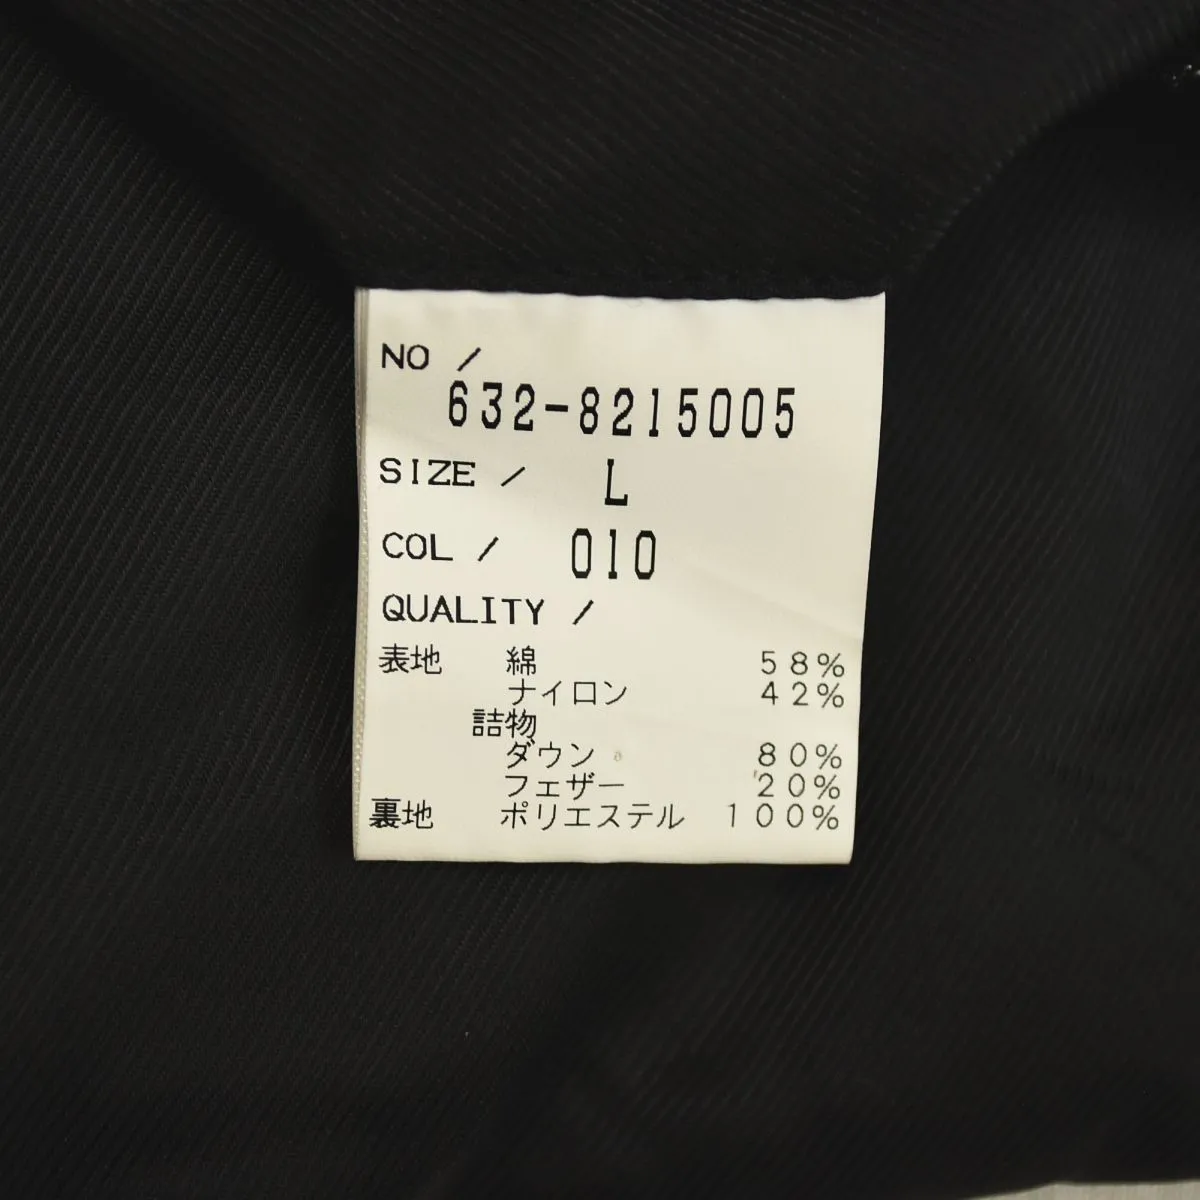 NO /
632-8215005
SIZE / L
COL / 010
QUALITY /
表地 綿 58%
ナイロン 42%
詰物
ダウン 80%
フェザー 20%
裏地 ポリエステル 100%